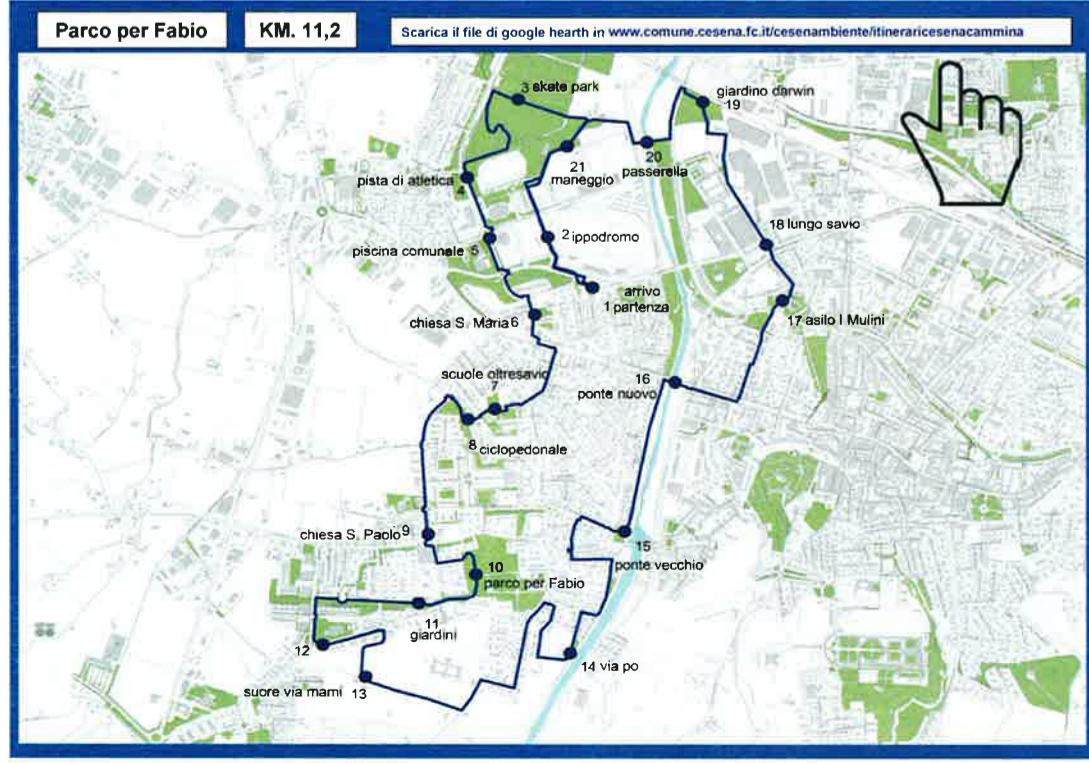 Parco per Fabio
KM. 11,2
Scarica il file di google hearth in www.comune.cesena.fc.it/cesenambiente/itineraricesenacammina
3 skate park
giardino darwin
19
20
passerella
21
maneggio
pista di atletica
4
18 lungo savio
2 ippodromo
piscina comunale 5
arrivo
1 partenza
chiesa S. Maria 6
17 asilo I Mulini
scuole oltresavio
7
16
ponte nuovo
8 ciclopedonale
chiesa S. Paolo 9
15
ponte vecchio
10
parco per Fabio
11
giardini
12
14 via po
suore via mami 13